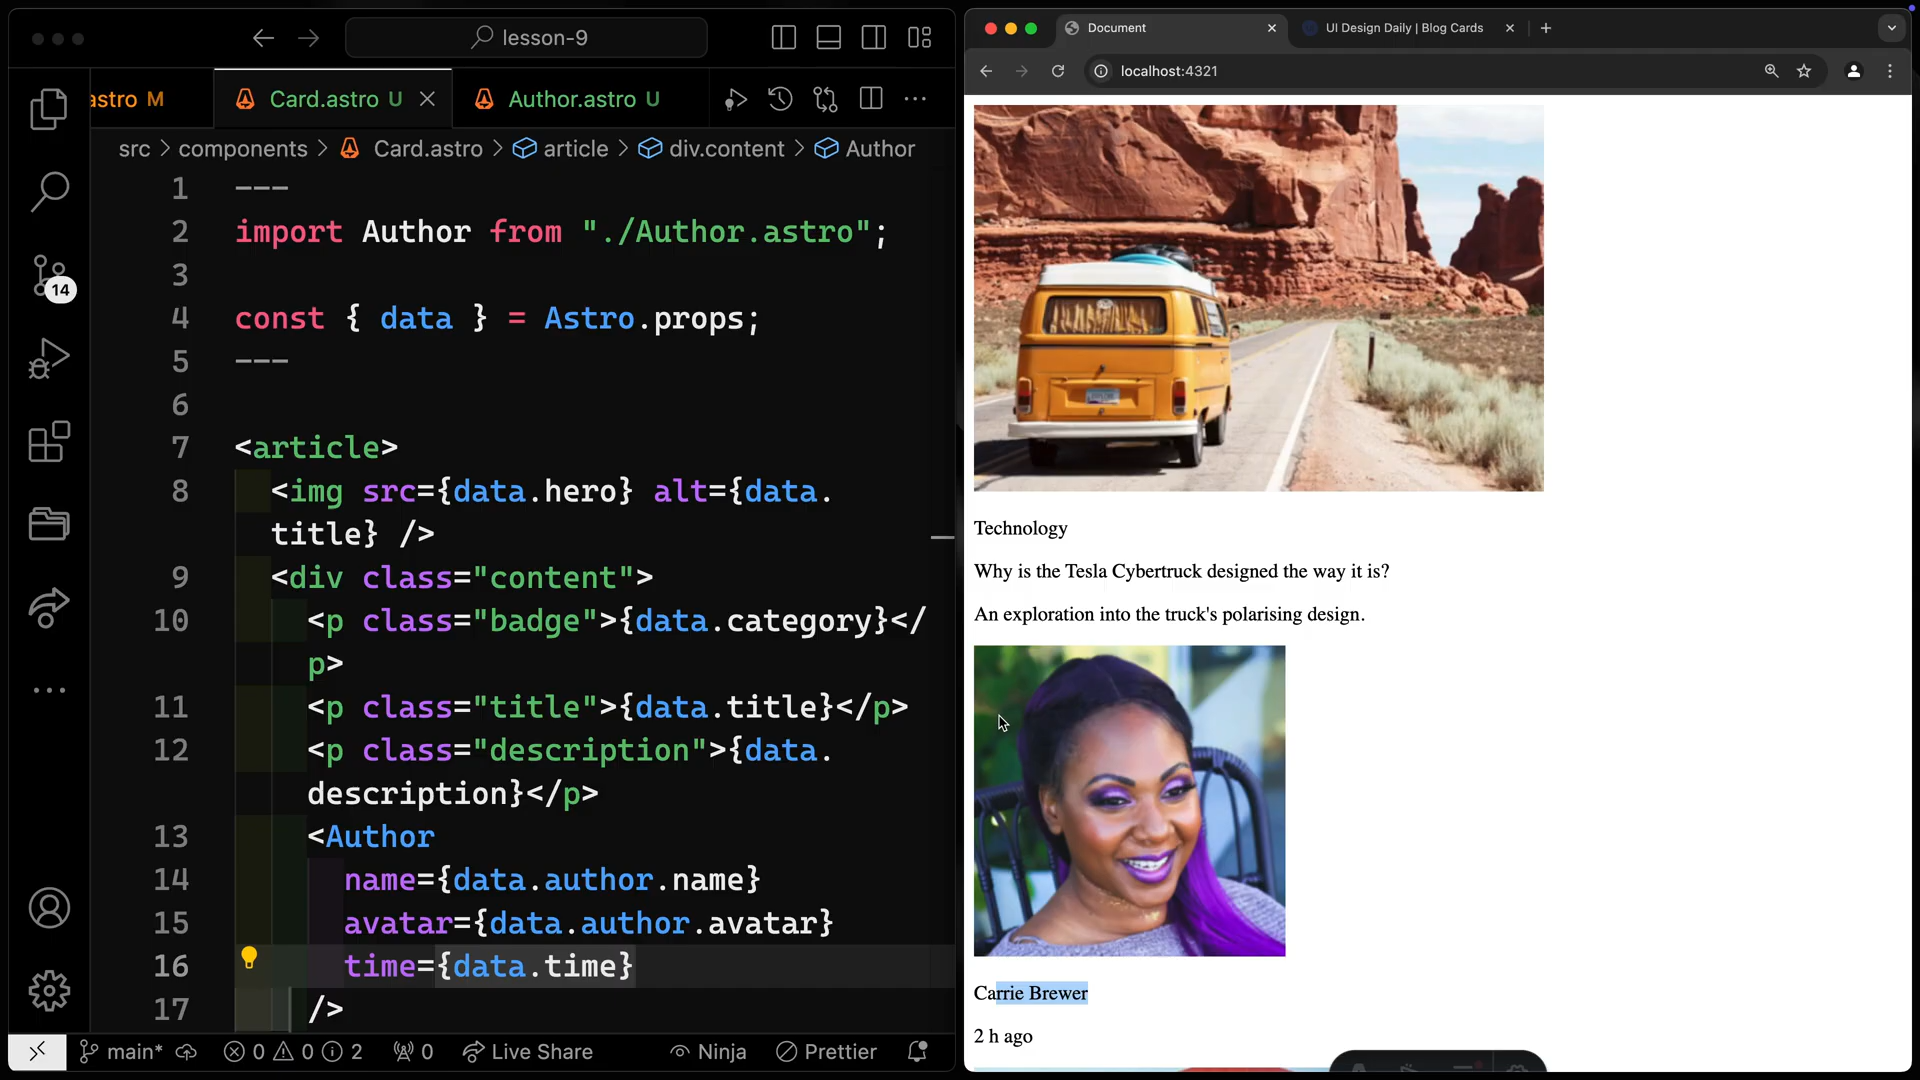 lesson-9
astro M
Card.astro U
Author.astro U
src > components > Card.astro > article > div.content > Author
1 ---
2 import Author from "./Author.astro";
3
4 const { data } = Astro.props;
5 ---
6
7 <article>
8 <img src={data.hero} alt={data.
title} />
9 <div class="content">
10 <p class="badge">{data.category}</
p>
11 <p class="title">{data.title}</p>
12 <p class="description">{data.
description}</p>
13 <Author
14 name={data.author.name}
15 avatar={data.author.avatar}
16 time={data.time}
17 />
14
main* 0 0 2 0 Live Share Ninja Prettier
Document
UI Design Daily | Blog Cards
localhost:4321
Technology
Why is the Tesla Cybertruck designed the way it is?
An exploration into the truck's polarising design.
Carrie Brewer
2 h ago